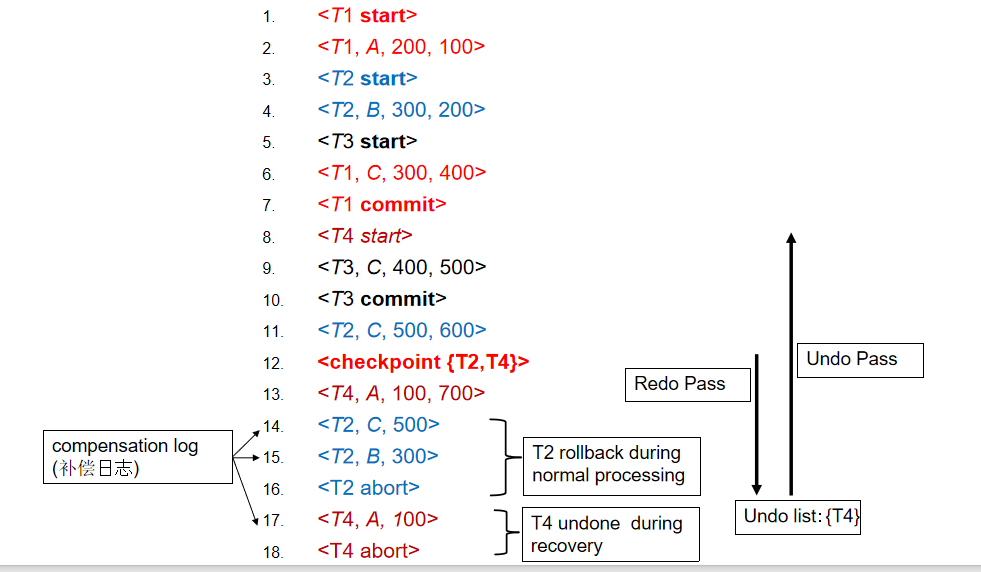 1. <T1 start>
2. <T1, A, 200, 100>
3. <T2 start>
4. <T2, B, 300, 200>
5. <T3 start>
6. <T1, C, 300, 400>
7. <T1 commit>
8. <T4 start>
9. <T3, C, 400, 500>
10. <T3 commit>
11. <T2, C, 500, 600>
12. <checkpoint {T2,T4}>
13. <T4, A, 100, 700>
14. <T2, C, 500>
15. <T2, B, 300>
16. <T2 abort>
17. <T4, A, 100>
18. <T4 abort>
compensation log
(补偿日志)
T2 rollback during
normal processing
T4 undone during
recovery
Redo Pass
Undo Pass
Undo list: {T4}